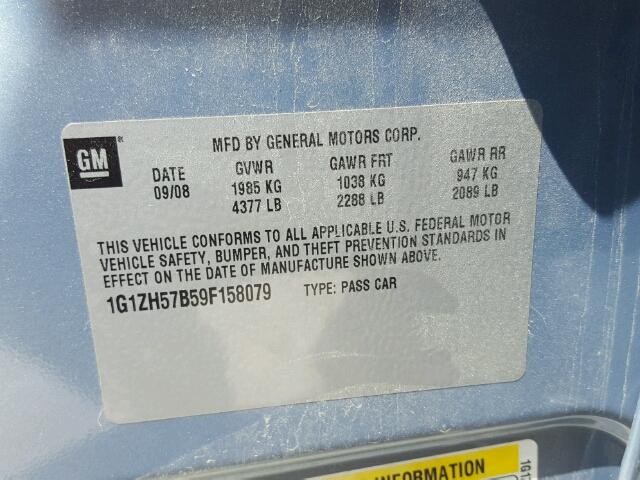 GM
MFD BY GENERAL MOTORS CORP.
DATE GVWR GAWR FRT GAWR RR
09/08 1985 KG 1038 KG 947 KG
4377 LB 2288 LB 2089 LB
THIS VEHICLE CONFORMS TO ALL APPLICABLE U.S. FEDERAL MOTOR
VEHICLE SAFETY, BUMPER, AND THEFT PREVENTION STANDARDS IN
EFFECT ON THE DATE OF MANUFACTURE SHOWN ABOVE.
1G1ZH57B59F158079 TYPE: PASS CAR
INFORMATION